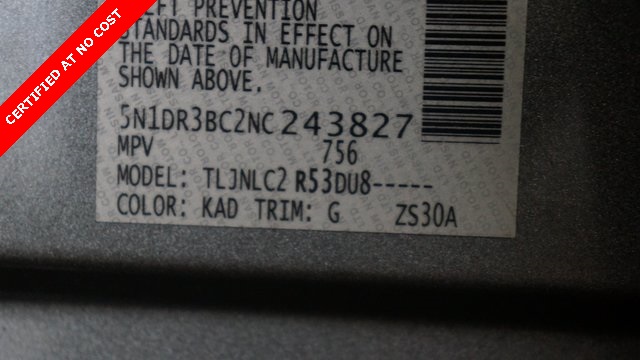 CERTIFIED AT NO COST
THEFT PREVENTION
STANDARDS IN EFFECT ON
THE DATE OF MANUFACTURE
SHOWN ABOVE.
5N1DR3BC2NC243827
MPV 756
MODEL: TLJNLC2 R53DU8-----
COLOR: KAD TRIM: G ZS30A